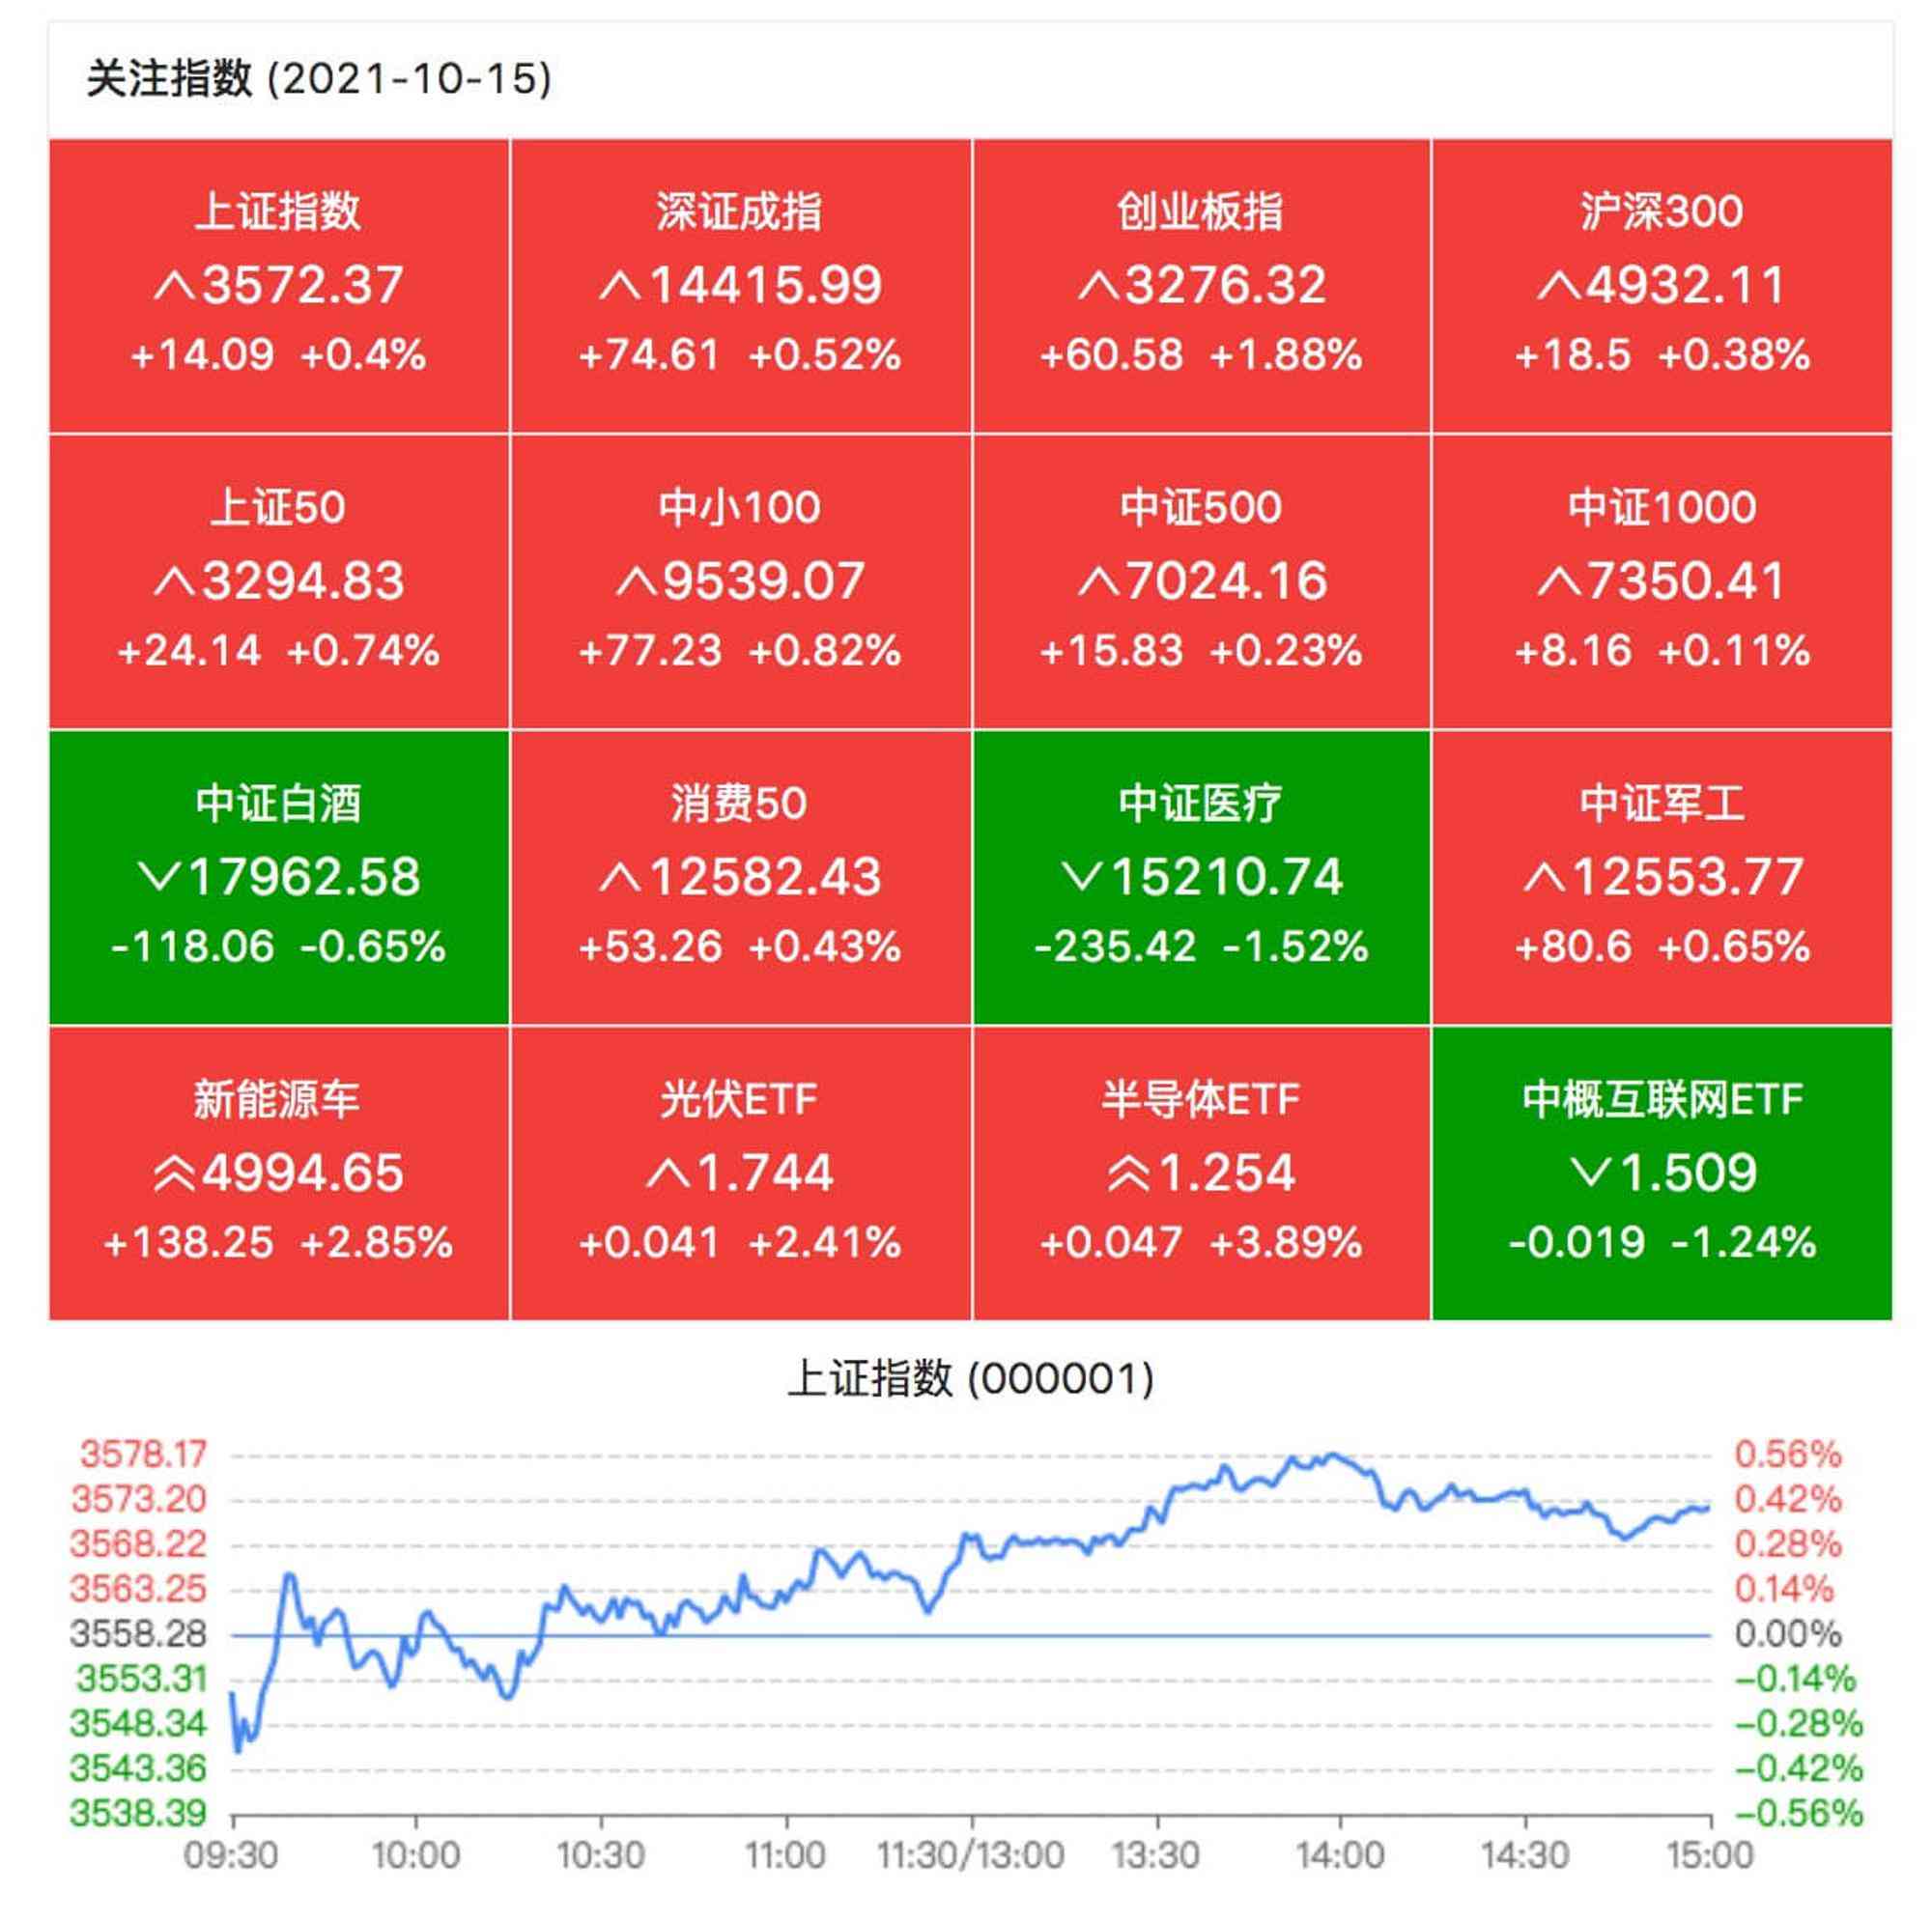 关注指数 (2021-10-15)
上证指数
3572.37
+14.09 +0.4%
深证成指
14415.99
+74.61 +0.52%
创业板指
3276.32
+60.58 +1.88%
沪深300
4932.11
+18.5 +0.38%
上证50
3294.83
+24.14 +0.74%
中小100
9539.07
+77.23 +0.82%
中证500
7024.16
+15.83 +0.23%
中证1000
7350.41
+8.16 +0.11%
中证白酒
17962.58
-118.06 -0.65%
消费50
12582.43
+53.26 +0.43%
中证医疗
15210.74
-235.42 -1.52%
中证军工
12553.77
+80.6 +0.65%
新能源车
4994.65
+138.25 +2.85%
光伏ETF
1.744
+0.041 +2.41%
半导体ETF
1.254
+0.047 +3.89%
中概互联网ETF
1.509
-0.019 -1.24%
上证指数 (000001)
3578.17 0.56%
3573.20 0.42%
3568.22 0.28%
3563.25 0.14%
3558.28 0.00%
3553.31 -0.14%
3548.34 -0.28%
3543.36 -0.42%
3538.39 -0.56%
09:30 10:00 10:30 11:00 11:30/13:00 13:30 14:00 14:30 15:00